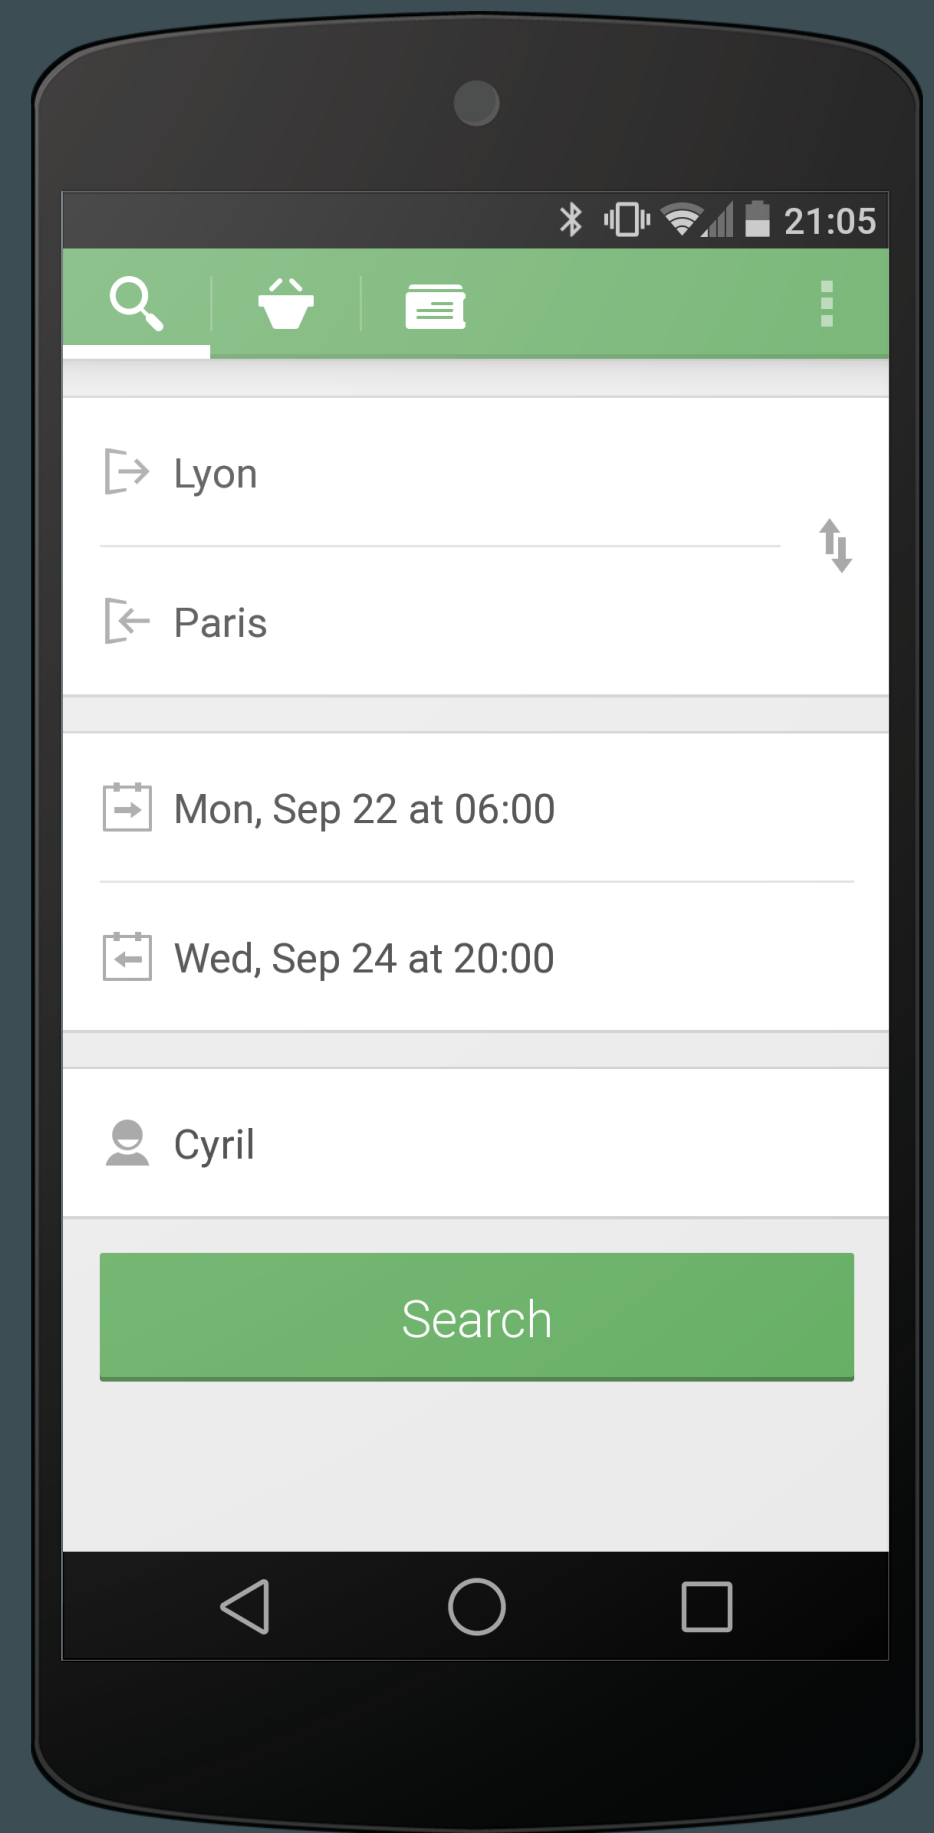 21:05
Lyon
Paris
Mon, Sep 22 at 06:00
Wed, Sep 24 at 20:00
Cyril
Search